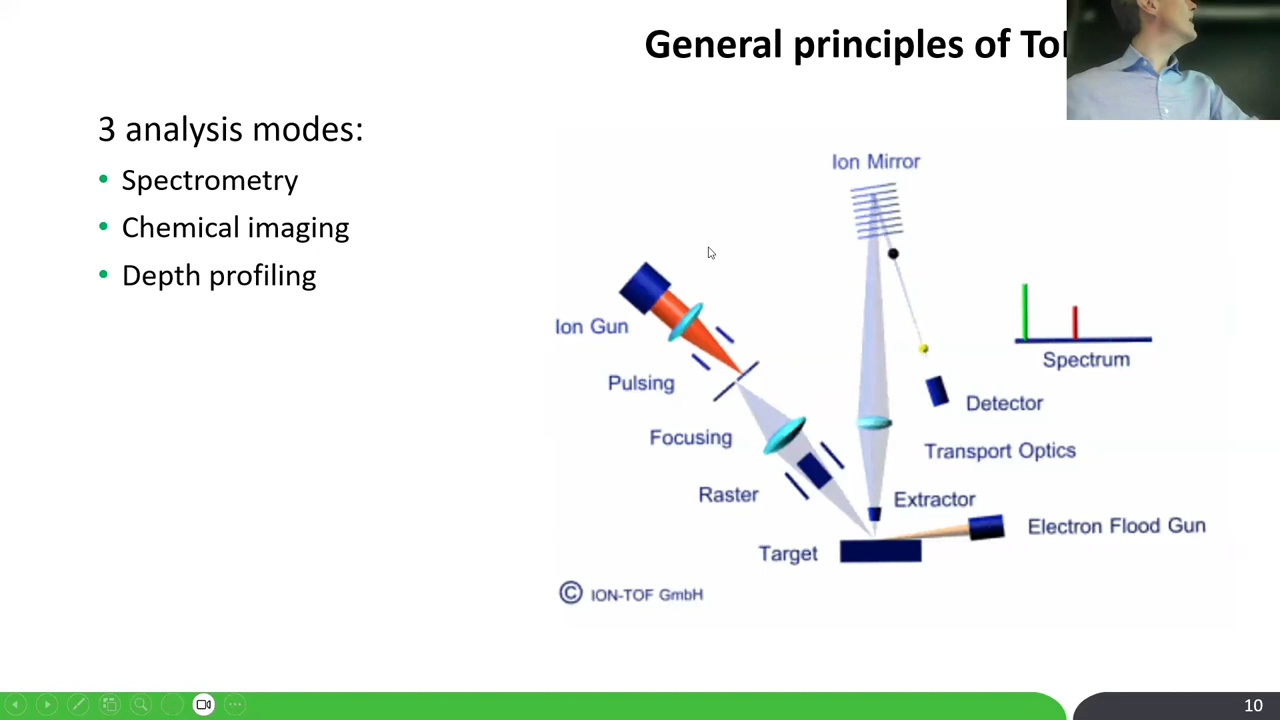 General principles of
3 analysis modes:
• Spectrometry
• Chemical imaging
• Depth profiling
Ion Mirror
Ion Gun
Pulsing
Spectrum
Detector
Focusing
Transport Optics
Raster
Extractor
Electron Flood Gun
Target
© ION-TOF GmbH
10